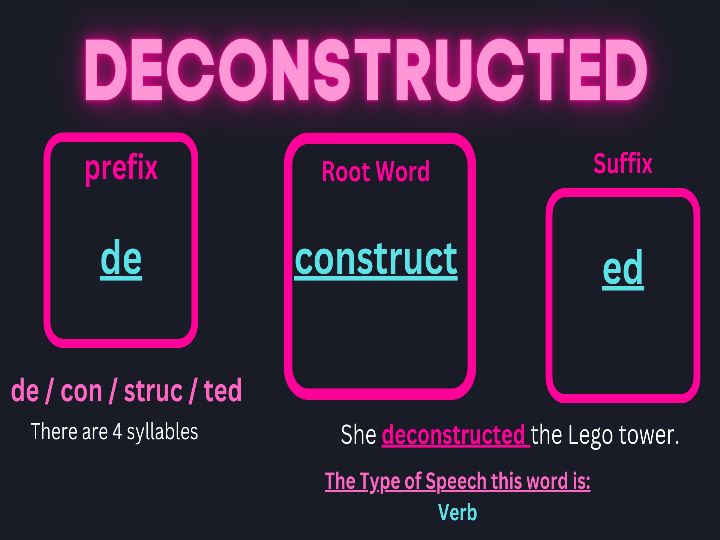 DECONSTRUCTED
prefix
de
Root Word
construct
Suffix
ed
de / con / struc / ted
There are 4 syllables
She deconstructed the Lego tower.
The Type of Speech this word is:
Verb